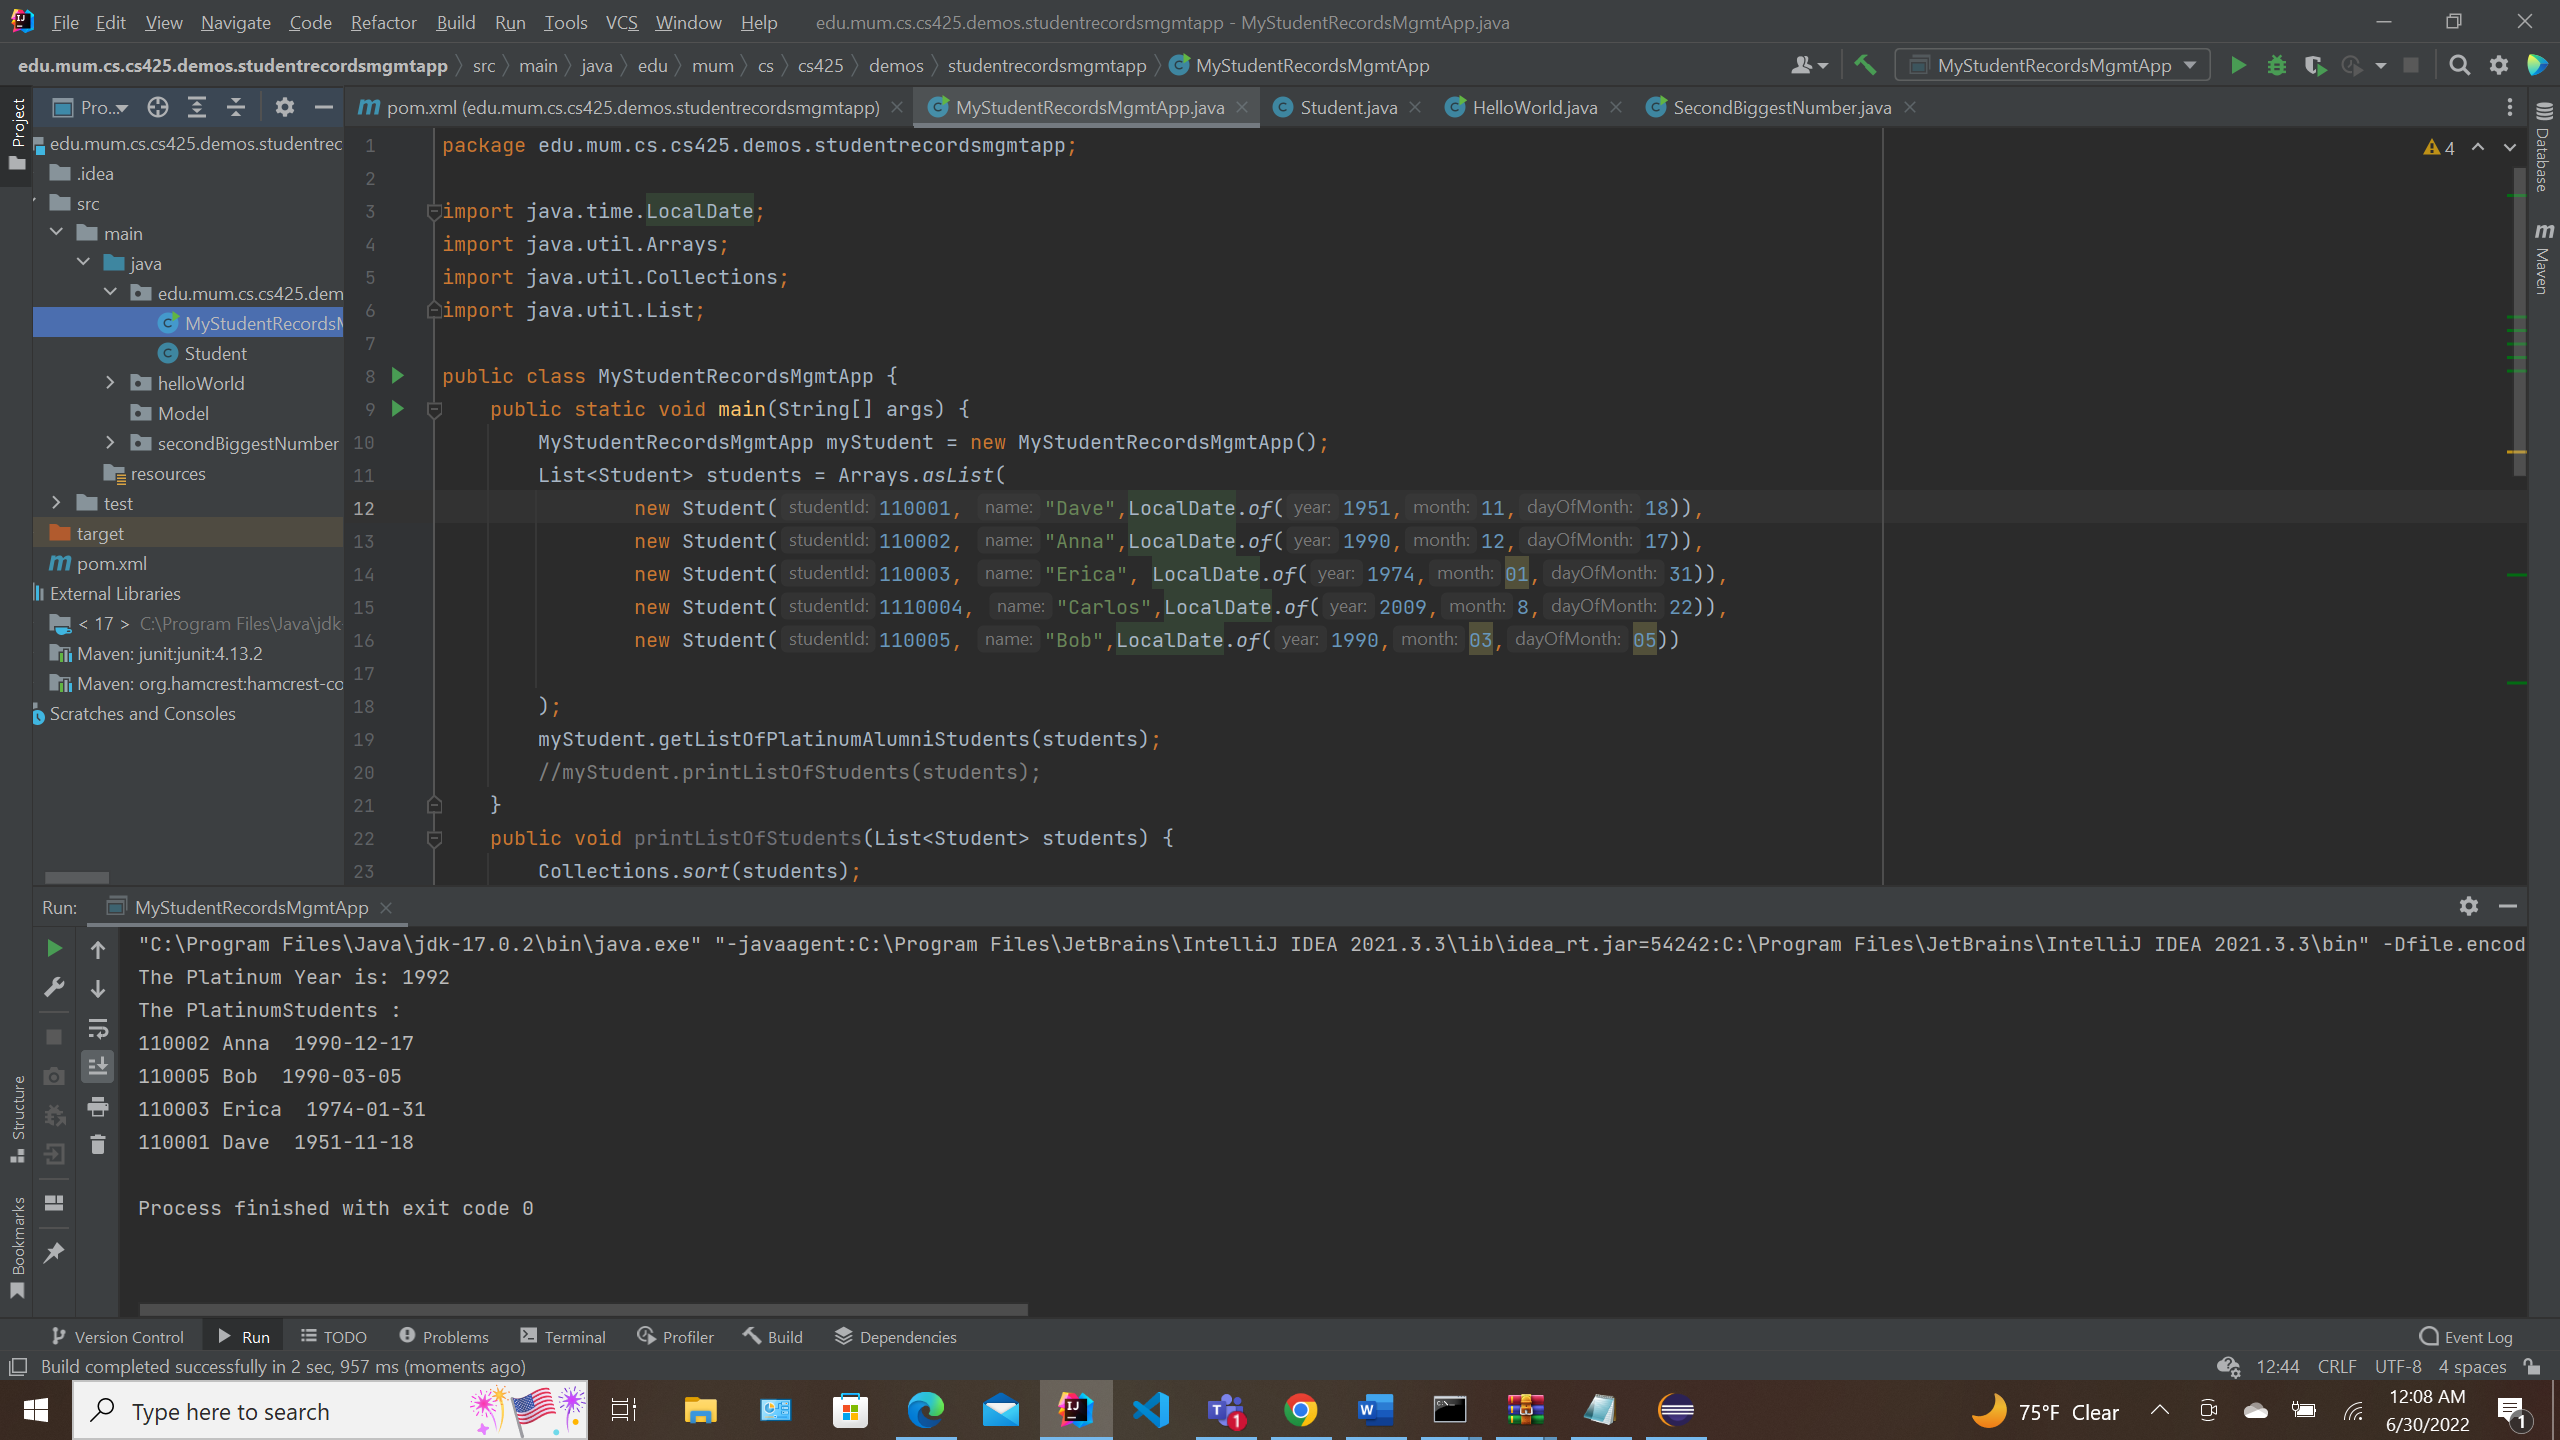 File Edit View Navigate Code Refactor Build Run Tools VCS Window Help edu.mum.cs.cs425.demos.studentrecordsmgmtapp - MyStudentRecordsMgmtApp.java
edu.mum.cs.cs425.demos.studentrecordsmgmtapp src main java edu mum cs cs425 demos studentrecordsmgmtapp MyStudentRecordsMgmtApp MyStudentRecordsMgmtApp
Project
Pro...
pom.xml (edu.mum.cs.cs425.demos.studentrecordsmgmtapp) MyStudentRecordsMgmtApp.java Student.java HelloWorld.java SecondBiggestNumber.java
edu.mum.cs.cs425.demos.studentrec
.idea
src
main
java
edu.mum.cs.cs425.dem
MyStudentRecordsM
Student
helloWorld
Model
secondBiggestNumber
resources
test
target
pom.xml
External Libraries
< 17 > C:\Program Files\Java\jdk-
Maven: junit:junit:4.13.2
Maven: org.hamcrest:hamcrest-co
Scratches and Consoles
1 package edu.mum.cs.cs425.demos.studentrecordsmgmtapp;
2
3 import java.time.LocalDate;
4 import java.util.Arrays;
5 import java.util.Collections;
6 import java.util.List;
7
8 public class MyStudentRecordsMgmtApp {
9 public static void main(String[] args) {
10 MyStudentRecordsMgmtApp myStudent = new MyStudentRecordsMgmtApp();
11 List<Student> students = Arrays.asList(
12 new Student( studentId: 110001, name: "Dave",LocalDate.of( year: 1951, month: 11, dayOfMonth: 18)),
13 new Student( studentId: 110002, name: "Anna",LocalDate.of( year: 1990, month: 12, dayOfMonth: 17)),
14 new Student( studentId: 110003, name: "Erica", LocalDate.of( year: 1974, month: 01, dayOfMonth: 31)),
15 new Student( studentId: 1110004, name: "Carlos",LocalDate.of( year: 2009, month: 8, dayOfMonth: 22)),
16 new Student( studentId: 110005, name: "Bob",LocalDate.of( year: 1990, month: 03, dayOfMonth: 05))
17
18 );
19 myStudent.getListOfPlatinumAlumniStudents(students);
20 //myStudent.printListOfStudents(students);
21 }
22 public void printListOfStudents(List<Student> students) {
23 Collections.sort(students);
4
Database
Maven
Run: MyStudentRecordsMgmtApp
"C:\Program Files\Java\jdk-17.0.2\bin\java.exe" "-javaagent:C:\Program Files\JetBrains\IntelliJ IDEA 2021.3.3\lib\idea_rt.jar=54242:C:\Program Files\JetBrains\IntelliJ IDEA 2021.3.3\bin" -Dfile.encod
The Platinum Year is: 1992
The PlatinumStudents :
110002 Anna  1990-12-17
110005 Bob  1990-03-05
110003 Erica  1974-01-31
110001 Dave  1951-11-18
Process finished with exit code 0
Structure
Bookmarks
Version Control Run TODO Problems Terminal Profiler Build Dependencies Event Log
Build completed successfully in 2 sec, 957 ms (moments ago) 12:44 CRLF UTF-8 4 spaces
Type here to search
1
75°F Clear
12:08 AM
6/30/2022
1